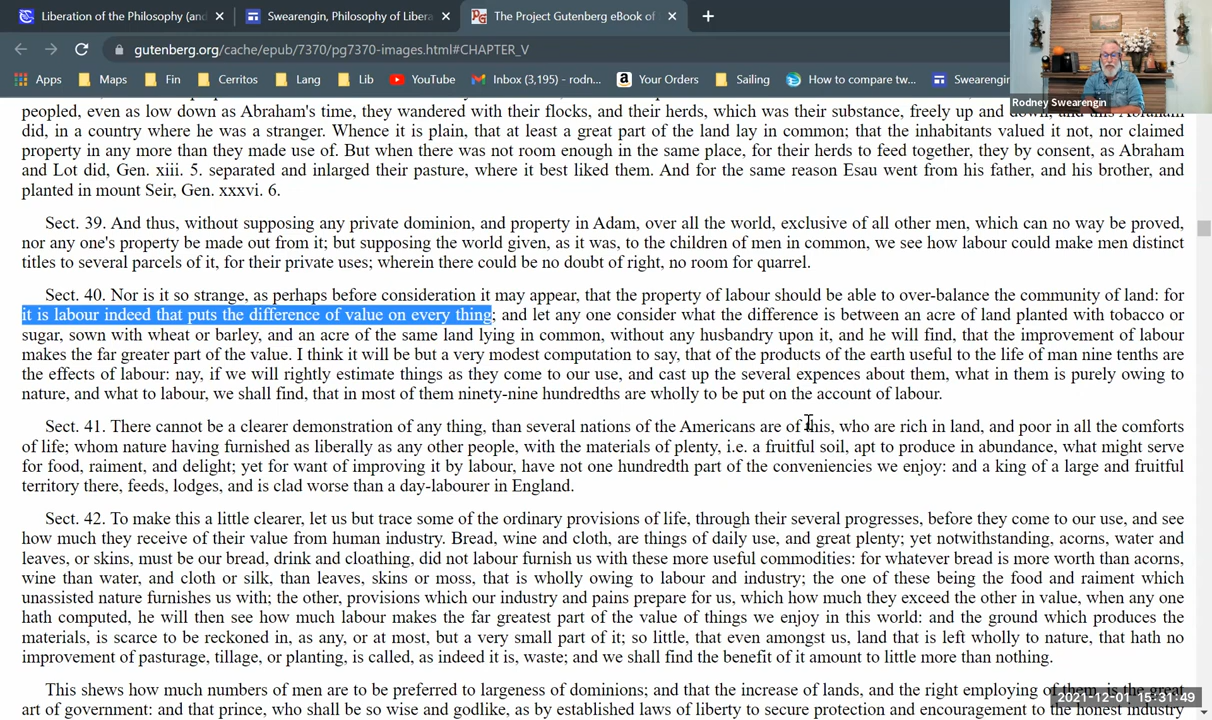 Liberation of the Philosophy (and
Swearengin, Philosophy of Libera
The Project Gutenberg eBook of
gutenberg.org/cache/epub/7370/pg7370-images.html#CHAPTER_V
Apps Maps Fin Cerritos Lang Lib YouTube Inbox (3,195) - rodn... Your Orders Sailing How to compare tw... Swearengin
Rodney Swearengin
peopled, even as low down as Abraham's time, they wandered with their flocks, and their herds, which was their substance, freely up and down; and this Abraham
did, in a country where he was a stranger. Whence it is plain, that at least a great part of the land lay in common; that the inhabitants valued it not, nor claimed
property in any more than they made use of. But when there was not room enough in the same place, for their herds to feed together, they by consent, as Abraham
and Lot did, Gen. xiii. 5. separated and inlarged their pasture, where it best liked them. And for the same reason Esau went from his father, and his brother, and
planted in mount Seir, Gen. xxxvi. 6.
Sect. 39. And thus, without supposing any private dominion, and property in Adam, over all the world, exclusive of all other men, which can no way be proved,
nor any one's property be made out from it; but supposing the world given, as it was, to the children of men in common, we see how labour could make men distinct
titles to several parcels of it, for their private uses; wherein there could be no doubt of right, no room for quarrel.
Sect. 40. Nor is it so strange, as perhaps before consideration it may appear, that the property of labour should be able to over-balance the community of land: for
it is labour indeed that puts the difference of value on every thing; and let any one consider what the difference is between an acre of land planted with tobacco or
sugar, sown with wheat or barley, and an acre of the same land lying in common, without any husbandry upon it, and he will find, that the improvement of labour
makes the far greater part of the value. I think it will be but a very modest computation to say, that of the products of the earth useful to the life of man nine tenths are
the effects of labour: nay, if we will rightly estimate things as they come to our use, and cast up the several expences about them, what in them is purely owing to
nature, and what to labour, we shall find, that in most of them ninety-nine hundredths are wholly to be put on the account of labour.
Sect. 41. There cannot be a clearer demonstration of any thing, than several nations of the Americans are of this, who are rich in land, and poor in all the comforts
of life; whom nature having furnished as liberally as any other people, with the materials of plenty, i.e. a fruitful soil, apt to produce in abundance, what might serve
for food, raiment, and delight; yet for want of improving it by labour, have not one hundredth part of the conveniencies we enjoy: and a king of a large and fruitful
territory there, feeds, lodges, and is clad worse than a day-labourer in England.
Sect. 42. To make this a little clearer, let us but trace some of the ordinary provisions of life, through their several progresses, before they come to our use, and see
how much they receive of their value from human industry. Bread, wine and cloth, are things of daily use, and great plenty; yet notwithstanding, acorns, water and
leaves, or skins, must be our bread, drink and cloathing, did not labour furnish us with these more useful commodities: for whatever bread is more worth than acorns,
wine than water, and cloth or silk, than leaves, skins or moss, that is wholly owing to labour and industry; the one of these being the food and raiment which
unassisted nature furnishes us with; the other, provisions which our industry and pains prepare for us, which how much they exceed the other in value, when any one
hath computed, he will then see how much labour makes the far greatest part of the value of things we enjoy in this world: and the ground which produces the
materials, is scarce to be reckoned in, as any, or at most, but a very small part of it; so little, that even amongst us, land that is left wholly to nature, that hath no
improvement of pasturage, tillage, or planting, is called, as indeed it is, waste; and we shall find the benefit of it amount to little more than nothing.
This shews how much numbers of men are to be preferred to largeness of dominions; and that the increase of lands, and the right employing of them, is the great
art of government: and that prince, who shall be so wise and godlike, as by established laws of liberty to secure protection and encouragement to the honest industry
2021-12-01 15:31:49